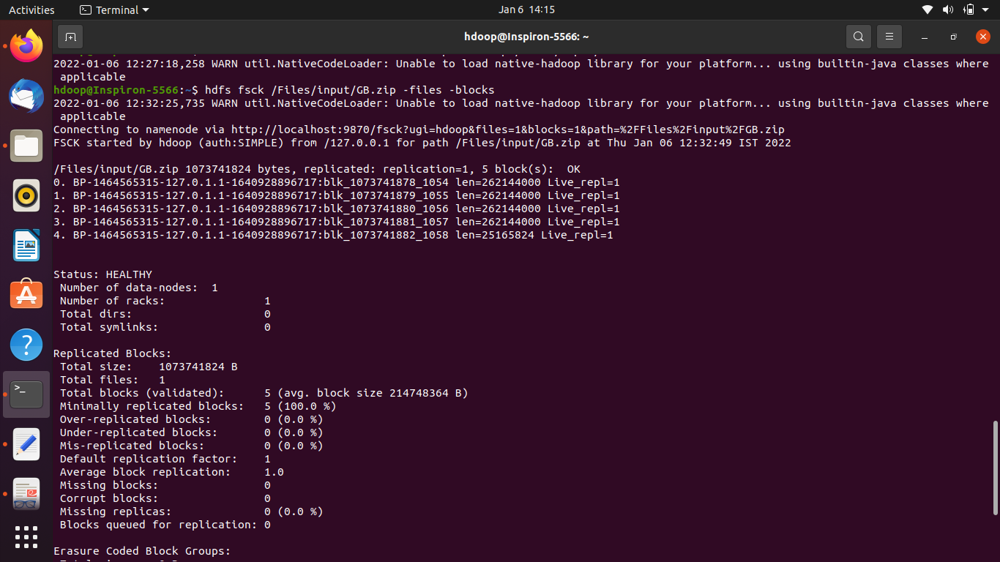 Activities Terminal Jan 6 14:15
hdoop@Inspiron-5566: ~
2022-01-06 12:27:18,258 WARN util.NativeCodeLoader: Unable to load native-hadoop library for your platform... using builtin-java classes where
 applicable
hdoop@Inspiron-5566:~$ hdfs fsck /Files/input/GB.zip -files -blocks
2022-01-06 12:32:25,735 WARN util.NativeCodeLoader: Unable to load native-hadoop library for your platform... using builtin-java classes where
 applicable
Connecting to namenode via http://localhost:9870/fsck?ugi=hdoop&files=1&blocks=1&path=%2FFiles%2Finput%2FGB.zip
FSCK started by hdoop (auth:SIMPLE) from /127.0.0.1 for path /Files/input/GB.zip at Thu Jan 06 12:32:49 IST 2022
/Files/input/GB.zip 1073741824 bytes, replicated: replication=1, 5 block(s):  OK
0. BP-1464565315-127.0.1.1-1640928896717:blk_1073741878_1054 len=262144000 Live_repl=1
1. BP-1464565315-127.0.1.1-1640928896717:blk_1073741879_1055 len=262144000 Live_repl=1
2. BP-1464565315-127.0.1.1-1640928896717:blk_1073741880_1056 len=262144000 Live_repl=1
3. BP-1464565315-127.0.1.1-1640928896717:blk_1073741881_1057 len=262144000 Live_repl=1
4. BP-1464565315-127.0.1.1-1640928896717:blk_1073741882_1058 len=25165824 Live_repl=1
Status: HEALTHY
 Number of data-nodes:  1
 Number of racks:               1
 Total dirs:                    0
 Total symlinks:                0
Replicated Blocks:
 Total size:    1073741824 B
 Total files:   1
 Total blocks (validated):      5 (avg. block size 214748364 B)
 Minimally replicated blocks:   5 (100.0 %)
 Over-replicated blocks:        0 (0.0 %)
 Under-replicated blocks:       0 (0.0 %)
 Mis-replicated blocks:         0 (0.0 %)
 Default replication factor:    1
 Average block replication:     1.0
 Missing blocks:                0
 Corrupt blocks:                0
 Missing replicas:              0 (0.0 %)
 Blocks queued for replication: 0
Erasure Coded Block Groups: